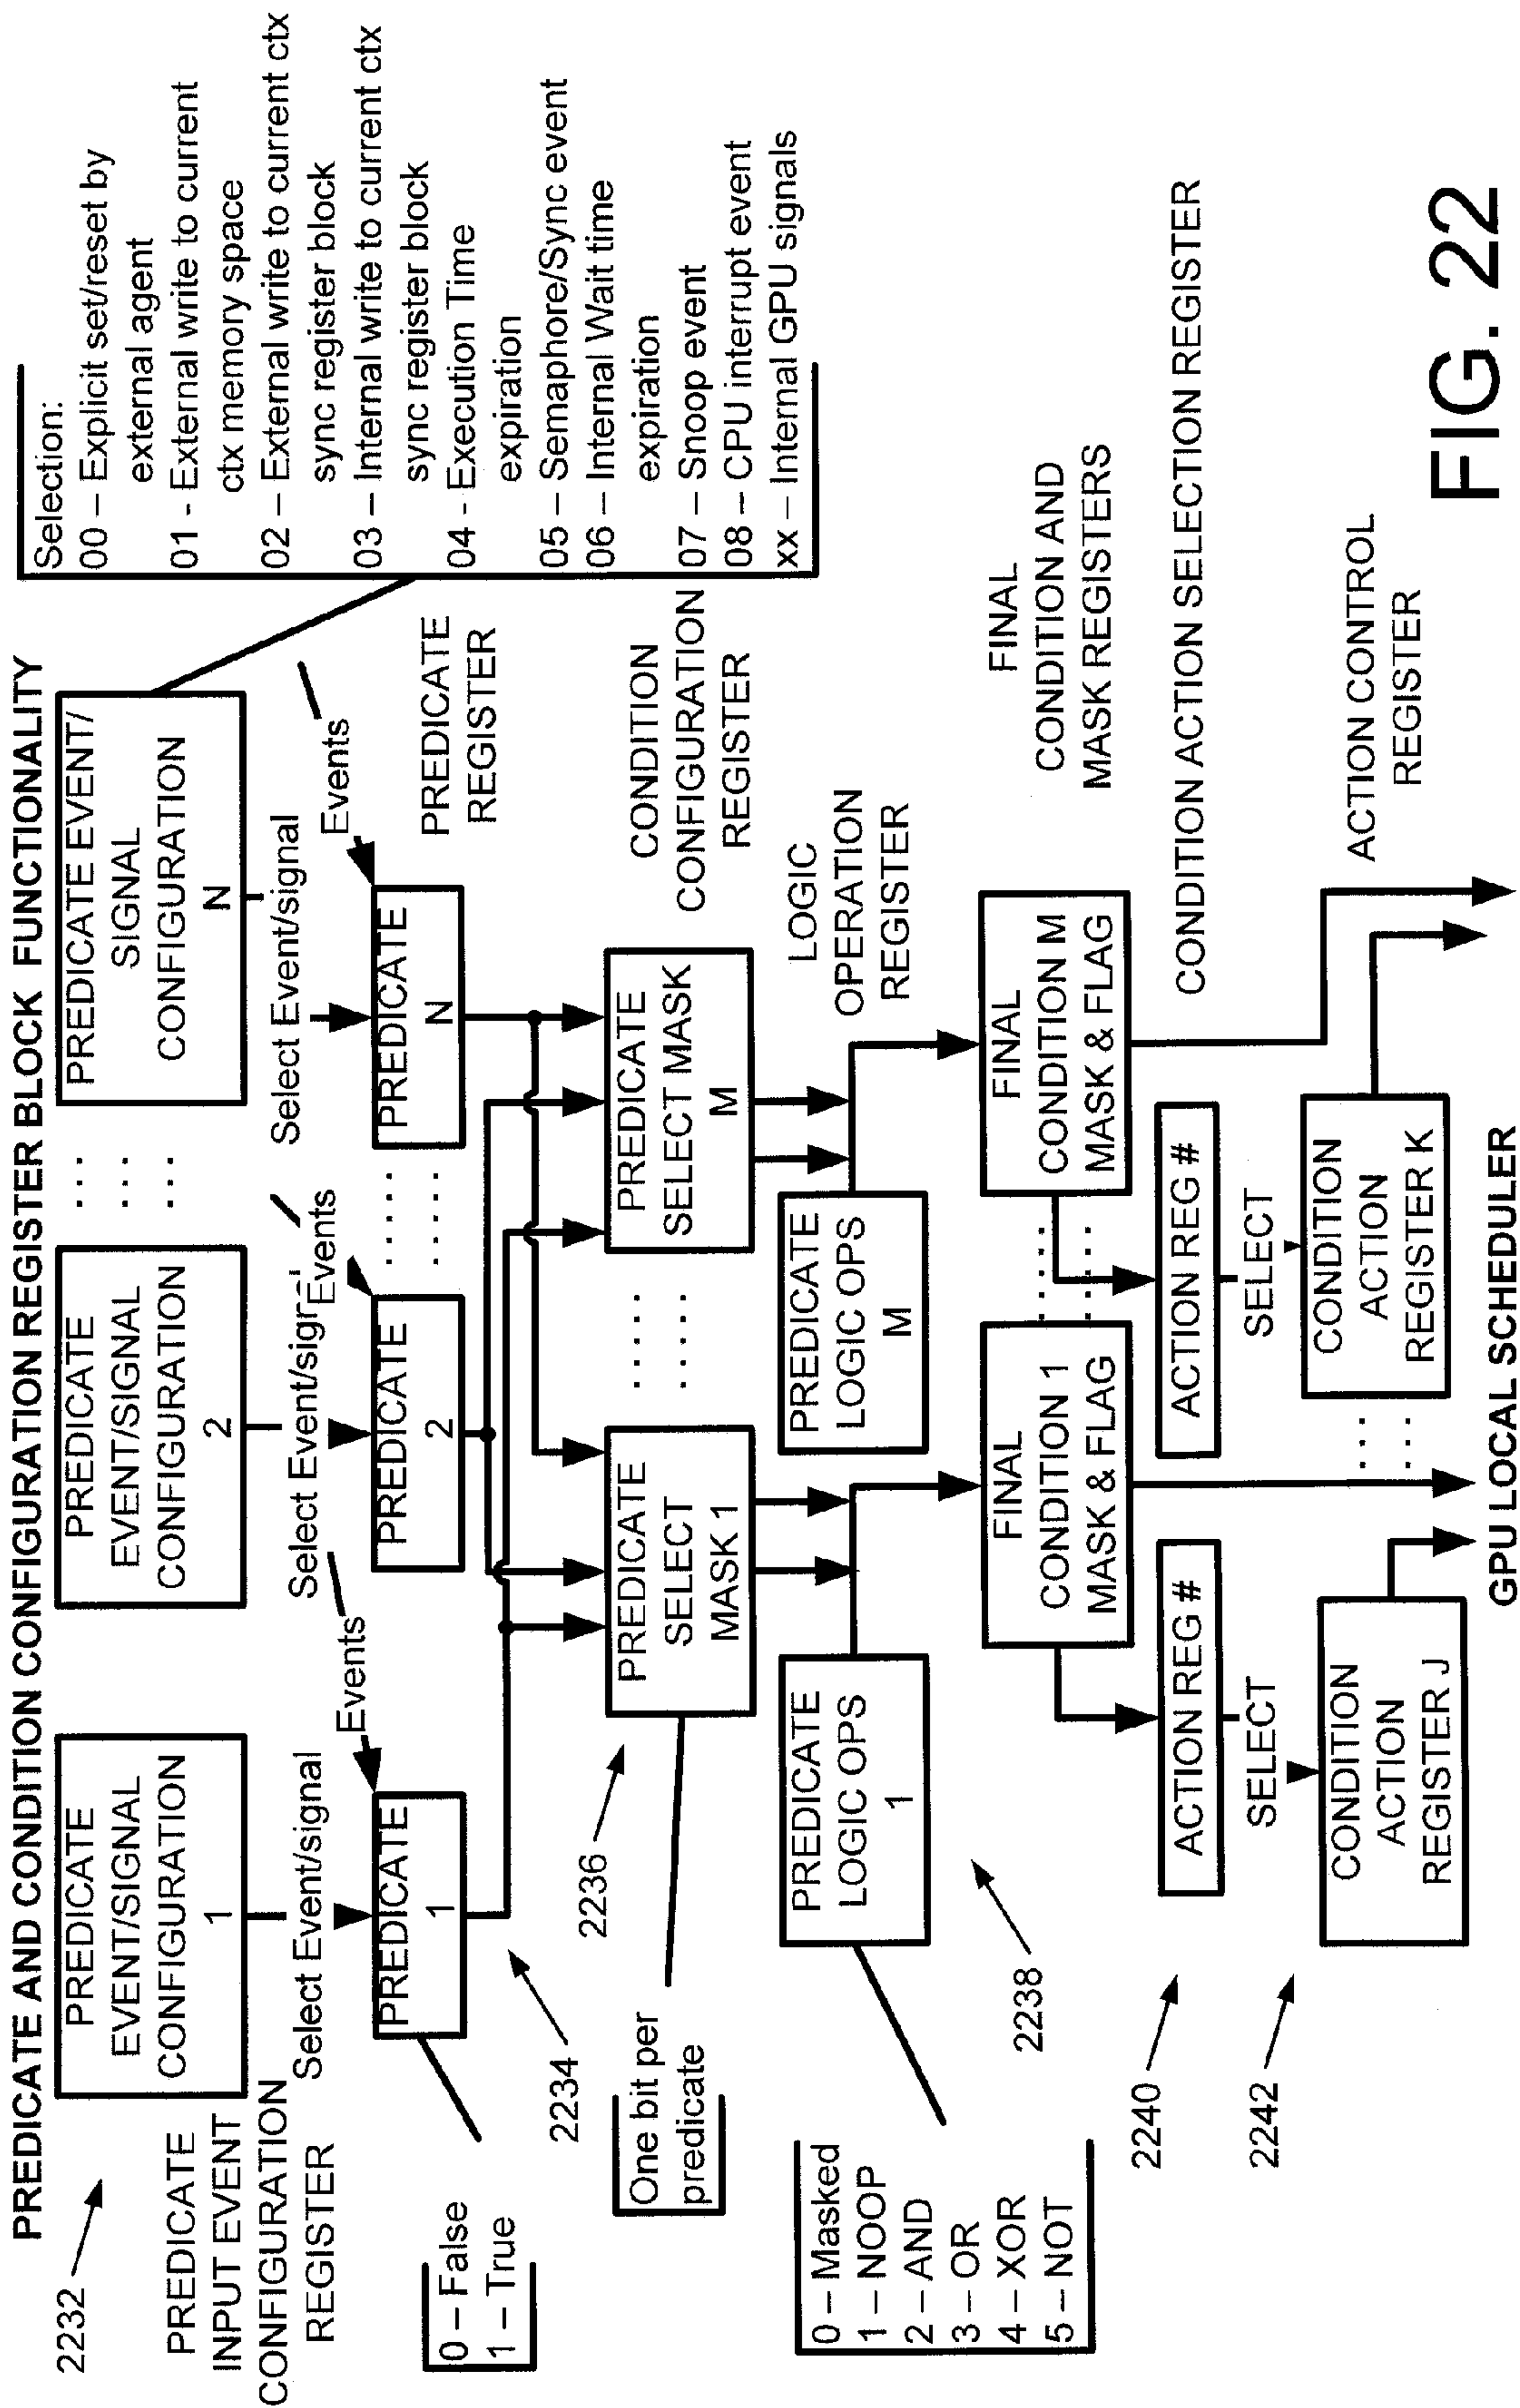 PREDICATE AND CONDITION CONFIGURATION REGISTER BLOCK FUNCTIONALITY
2232
PREDICATE
INPUT EVENT
CONFIGURATION
REGISTER
PREDICATE
EVENT/SIGNAL
CONFIGURATION
1
PREDICATE
EVENT/SIGNAL
CONFIGURATION
2
. . .
. . .
. . .
PREDICATE EVENT/
SIGNAL
CONFIGURATION
N
Selection:
00 – Explicit set/reset by
external agent
01 - External write to current
ctx memory space
02 – External write to current ctx
sync register block
03 – Internal write to current ctx
sync register block
04 - Execution Time
expiration
05 – Semaphore/Sync event
06 – Internal Wait time
expiration
07 – Snoop event
08 – CPU interrupt event
xx – Internal GPU signals
Select Event/signal
Events
Select Event/signal
Events
Select Event/signal
Events
0 – False
1 – True
PREDICATE
1
PREDICATE
2
. . . . .
. . . . .
PREDICATE
N
PREDICATE
REGISTER
2234
2236
One bit per
predicate
PREDICATE
SELECT
MASK 1
. . . . .
. . . . .
PREDICATE
SELECT MASK
M
CONDITION
CONFIGURATION
REGISTER
0 – Masked
1 – NOOP
2 – AND
3 – OR
4 – XOR
5 – NOT
PREDICATE
LOGIC OPS
1
PREDICATE
LOGIC OPS
M
LOGIC
OPERATION
REGISTER
2238
FINAL
CONDITION 1
MASK & FLAG
. . . . .
. . . . .
FINAL
CONDITION M
MASK & FLAG
FINAL
CONDITION AND
MASK REGISTERS
2240
ACTION REG #
ACTION REG #
CONDITION ACTION SELECTION REGISTER
SELECT
SELECT
2242
CONDITION
ACTION
REGISTER J
. . .
. . .
CONDITION
ACTION
REGISTER K
ACTION CONTROL
REGISTER
GPU LOCAL SCHEDULER
FIG. 22